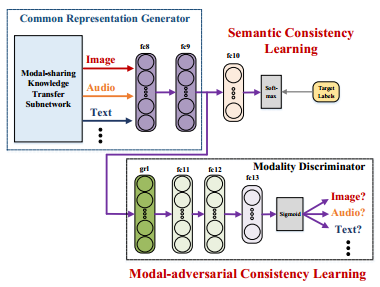 Common Representation Generator
Modal-sharing
Knowledge
Transfer
Subnetwork
Image
Audio
Text
fc8
fc9
Semantic Consistency
Learning
fc10
Soft-
max
Target
Labels
Modality Discriminator
grl
fc11
fc12
fc13
Sigmoid
Image?
Audio?
Text?
Modal-adversarial Consistency Learning